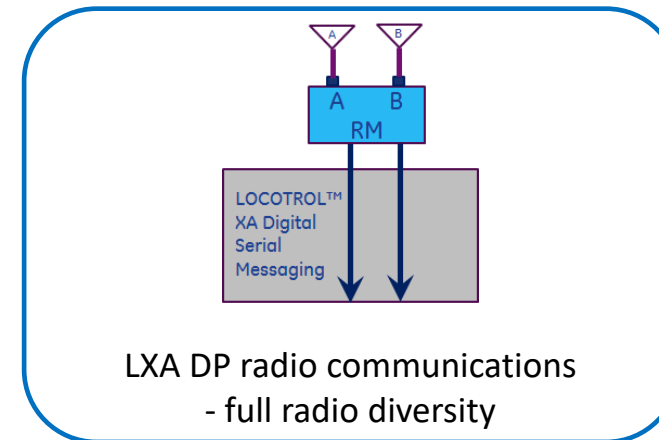 A B
A B
RM
LOCOTROL™
XA Digital
Serial
Messaging
LXA DP radio communications
- full radio diversity